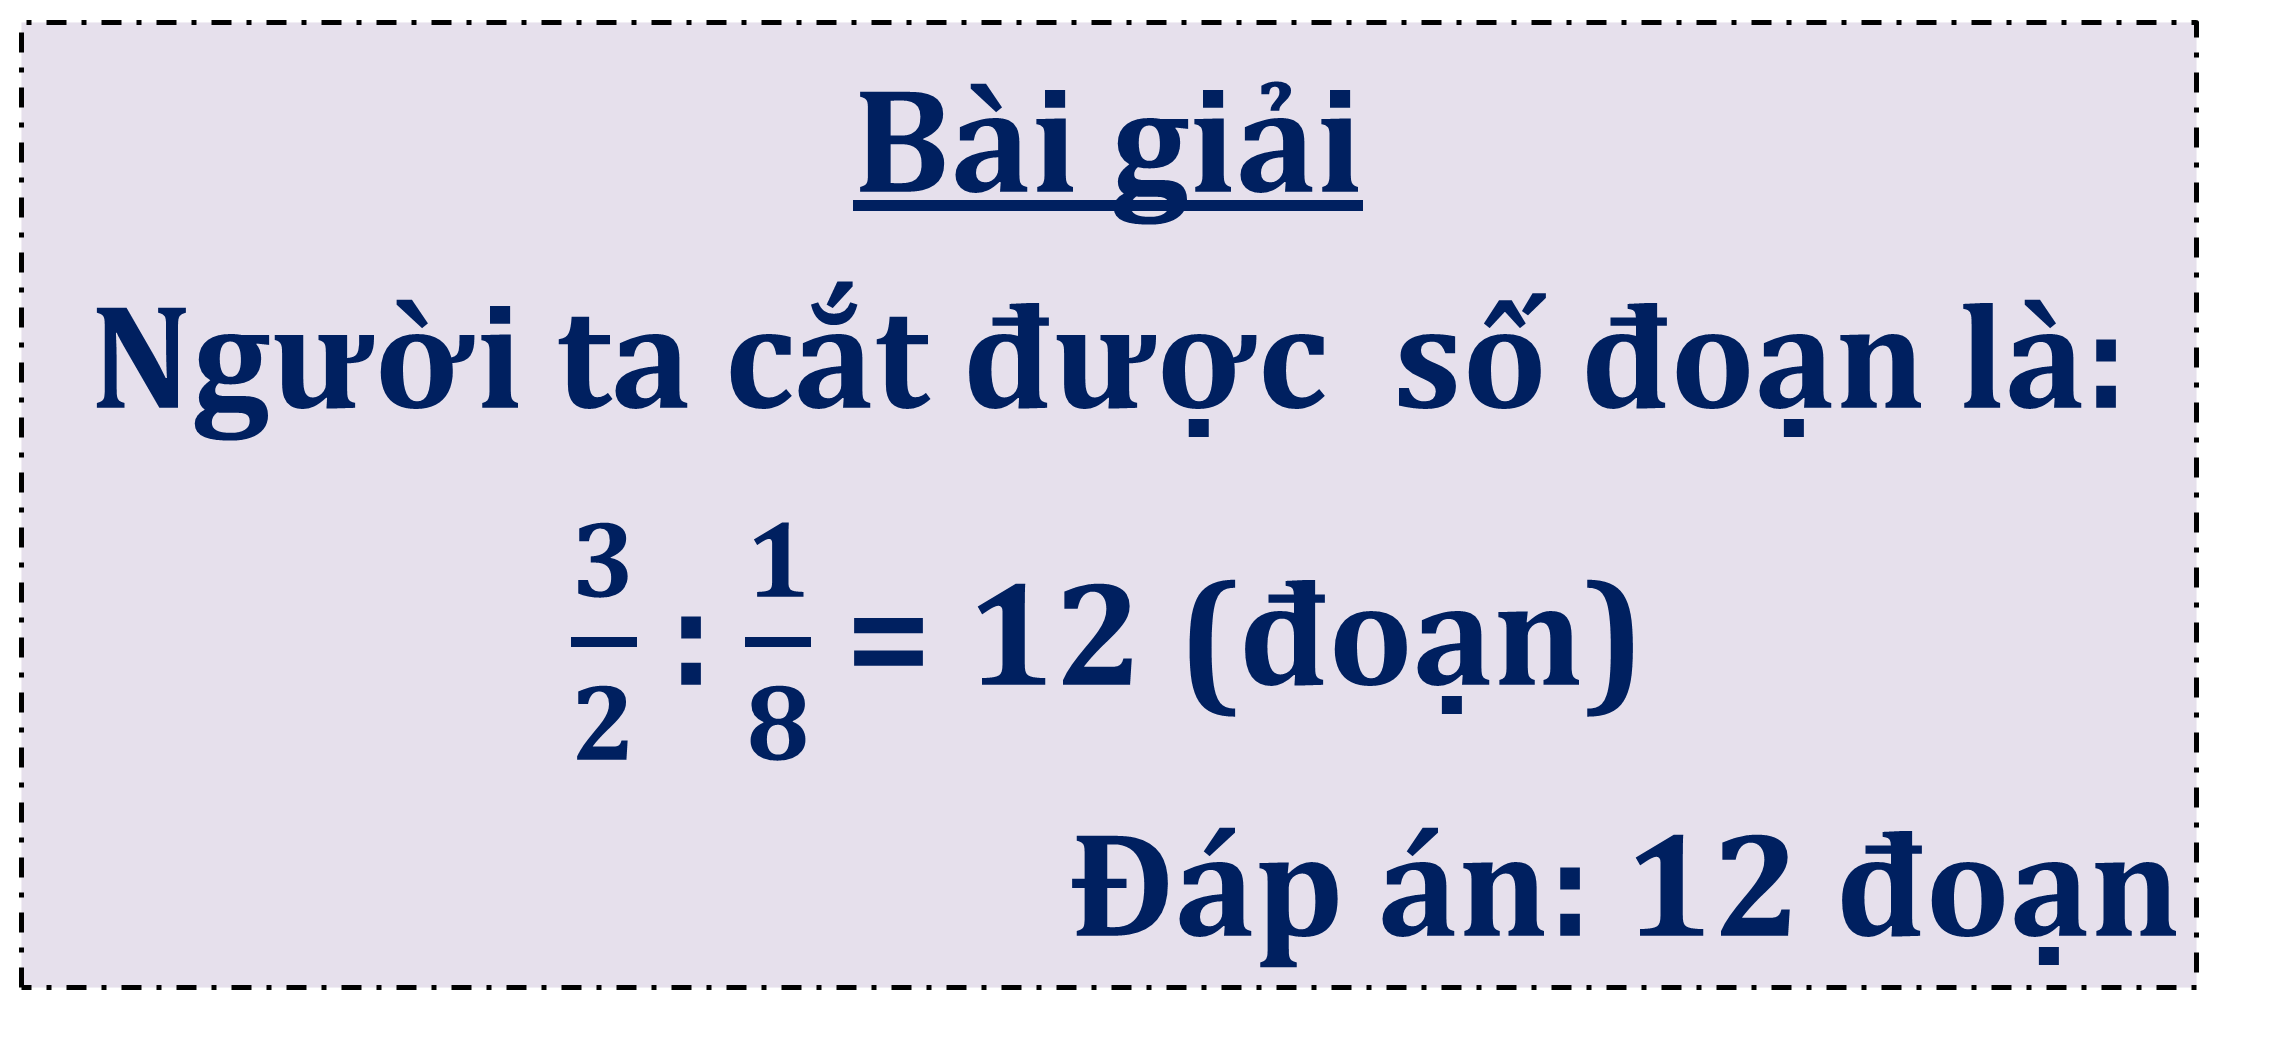 Bài giải
Người ta cắt được  số đoạn là:
3/2 : 1/8 = 12 (đoạn)
Đáp án: 12 đoạn